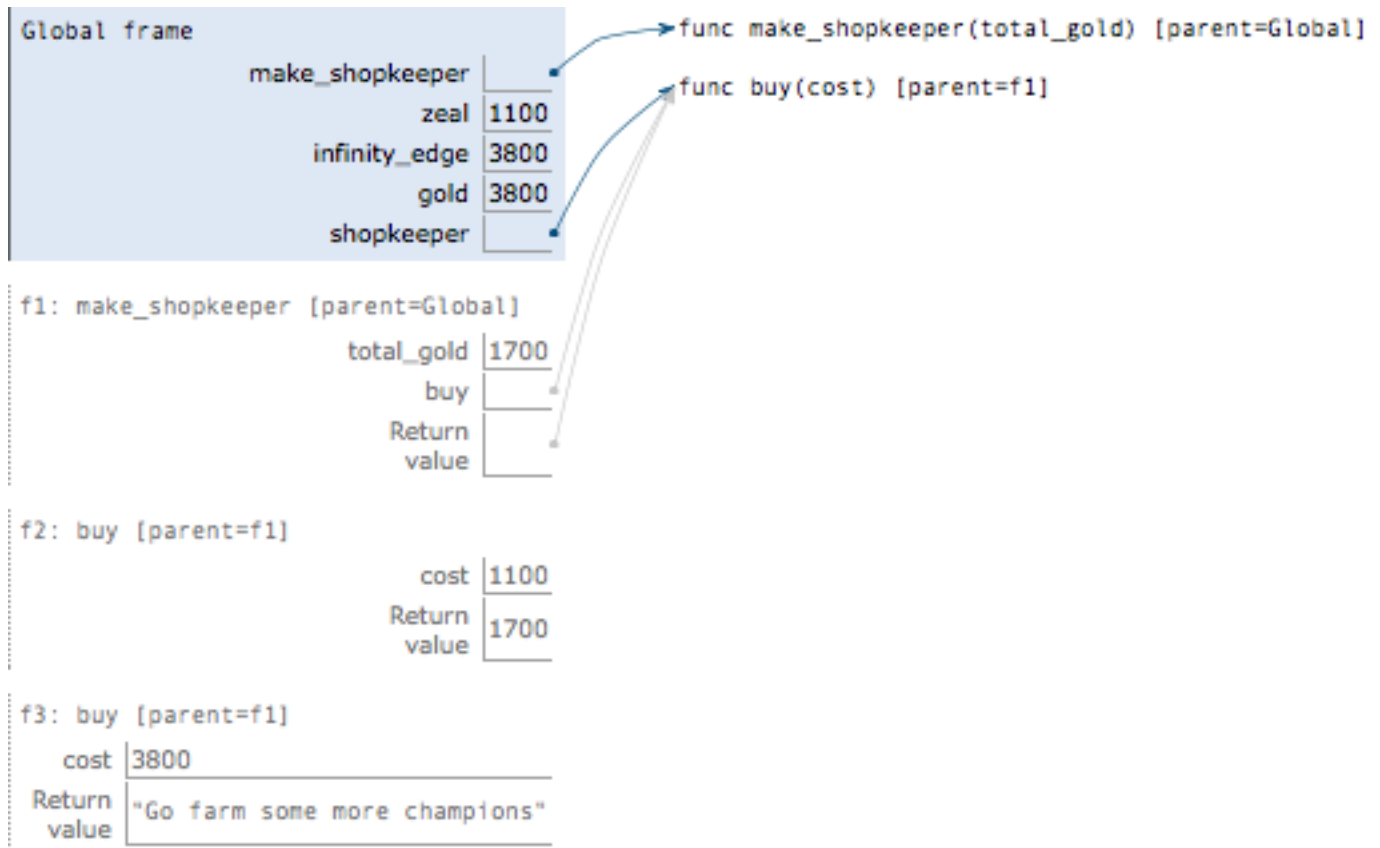 Global frame
make_shopkeeper
zeal 1100
infinity_edge 3800
gold 3800
shopkeeper
func make_shopkeeper(total_gold) [parent=Global]
func buy(cost) [parent=f1]
f1: make_shopkeeper [parent=Global]
total_gold 1700
buy
Return
value
f2: buy [parent=f1]
cost 1100
Return
value 1700
f3: buy [parent=f1]
cost 3800
Return
value "Go farm some more champions"